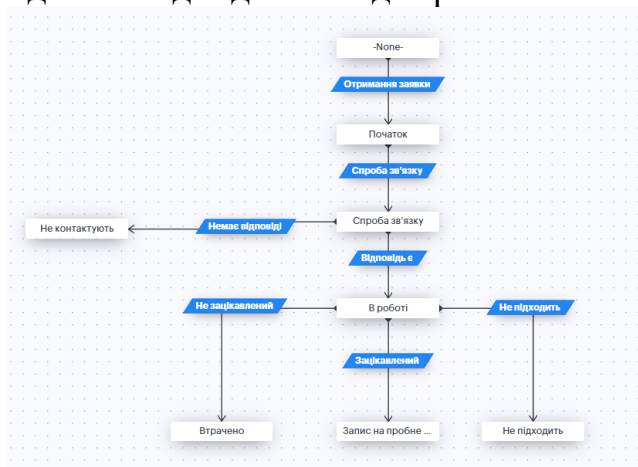 -None-
Отримання заявки
Початок
Спроба зв'язку
Спроба зв'язку
Немає відповіді
Не контактують
Відповідь є
Не зацікавлений
В роботі
Не підходить
Зацікавлений
Втрачено
Запис на пробне ...
Не підходить